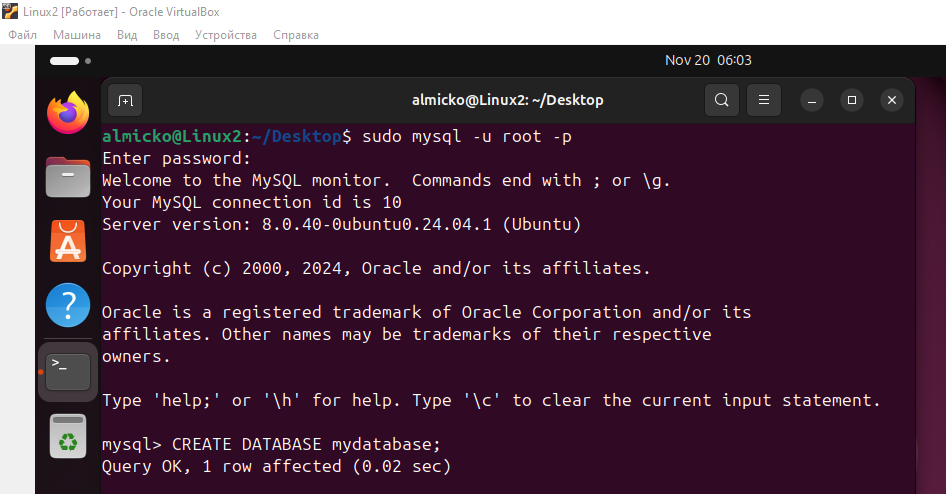 Linux2 [Работает] - Oracle VirtualBox
Файл Машина Вид Ввод Устройства Справка
Nov 20 06:03
almicko@Linux2: ~/Desktop
almicko@Linux2:~/Desktop$ sudo mysql -u root -p
Enter password:
Welcome to the MySQL monitor.  Commands end with ; or \g.
Your MySQL connection id is 10
Server version: 8.0.40-0ubuntu0.24.04.1 (Ubuntu)
Copyright (c) 2000, 2024, Oracle and/or its affiliates.
Oracle is a registered trademark of Oracle Corporation and/or its
affiliates. Other names may be trademarks of their respective
owners.
Type 'help;' or '\h' for help. Type '\c' to clear the current input statement.
mysql> CREATE DATABASE mydatabase;
Query OK, 1 row affected (0.02 sec)